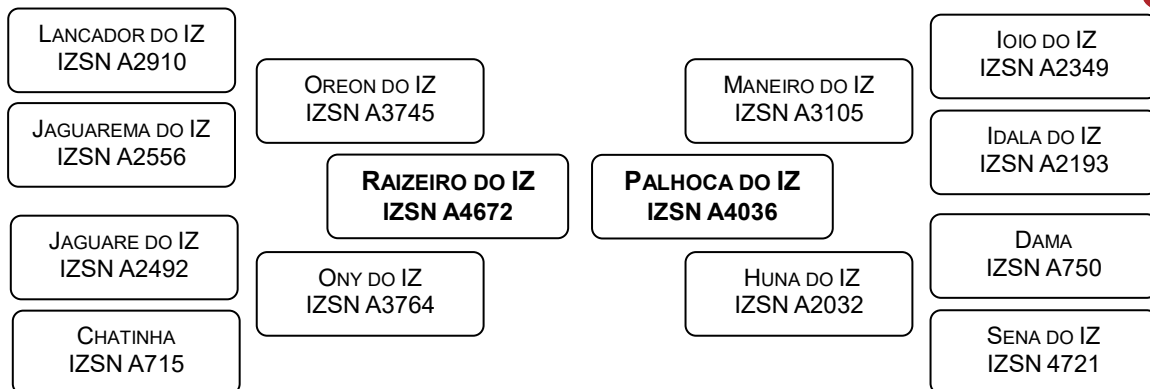 LANCADOR DO IZ
IZSN A2910
JAGUAREMA DO IZ
IZSN A2556
JAGUARE DO IZ
IZSN A2492
CHATINHA
IZSN A715
OREON DO IZ
IZSN A3745
ONY DO IZ
IZSN A3764
RAIZEIRO DO IZ
IZSN A4672
PALHOCA DO IZ
IZSN A4036
MANEIRO DO IZ
IZSN A3105
HUNA DO IZ
IZSN A2032
IOIO DO IZ
IZSN A2349
IDALA DO IZ
IZSN A2193
DAMA
IZSN A750
SENA DO IZ
IZSN 4721